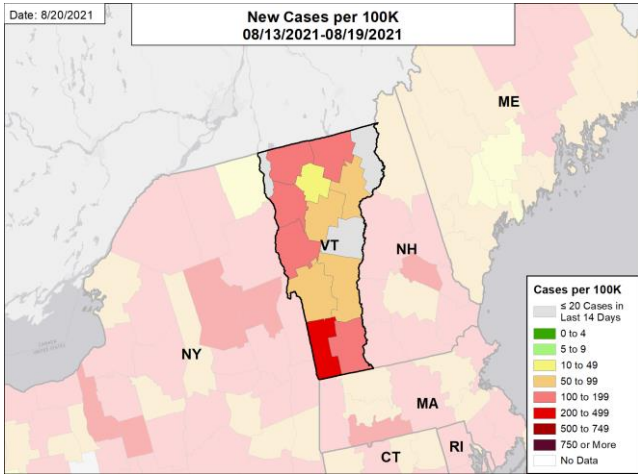 Date: 8/20/2021
New Cases per 100K
08/13/2021-08/19/2021
ME
VT
NH
NY
MA
CT
RI
Cases per 100K
≤ 20 Cases in
Last 14 Days
0 to 4
5 to 9
10 to 49
50 to 99
100 to 199
200 to 499
500 to 749
750 or More
No Data